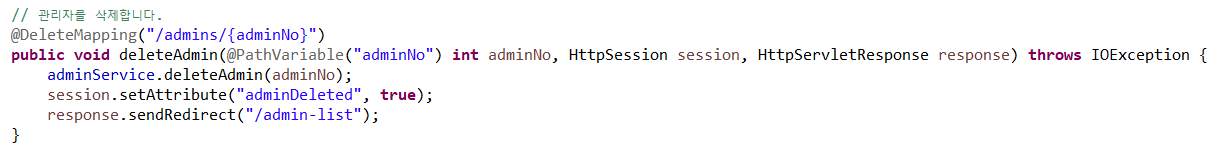 // 관리자를 삭제합니다.
@DeleteMapping("/admins/{adminNo}")
public void deleteAdmin(@PathVariable("adminNo") int adminNo, HttpSession session, HttpServletResponse response) throws IOException {
    adminService.deleteAdmin(adminNo);
    session.setAttribute("adminDeleted", true);
    response.sendRedirect("/admin-list");
}